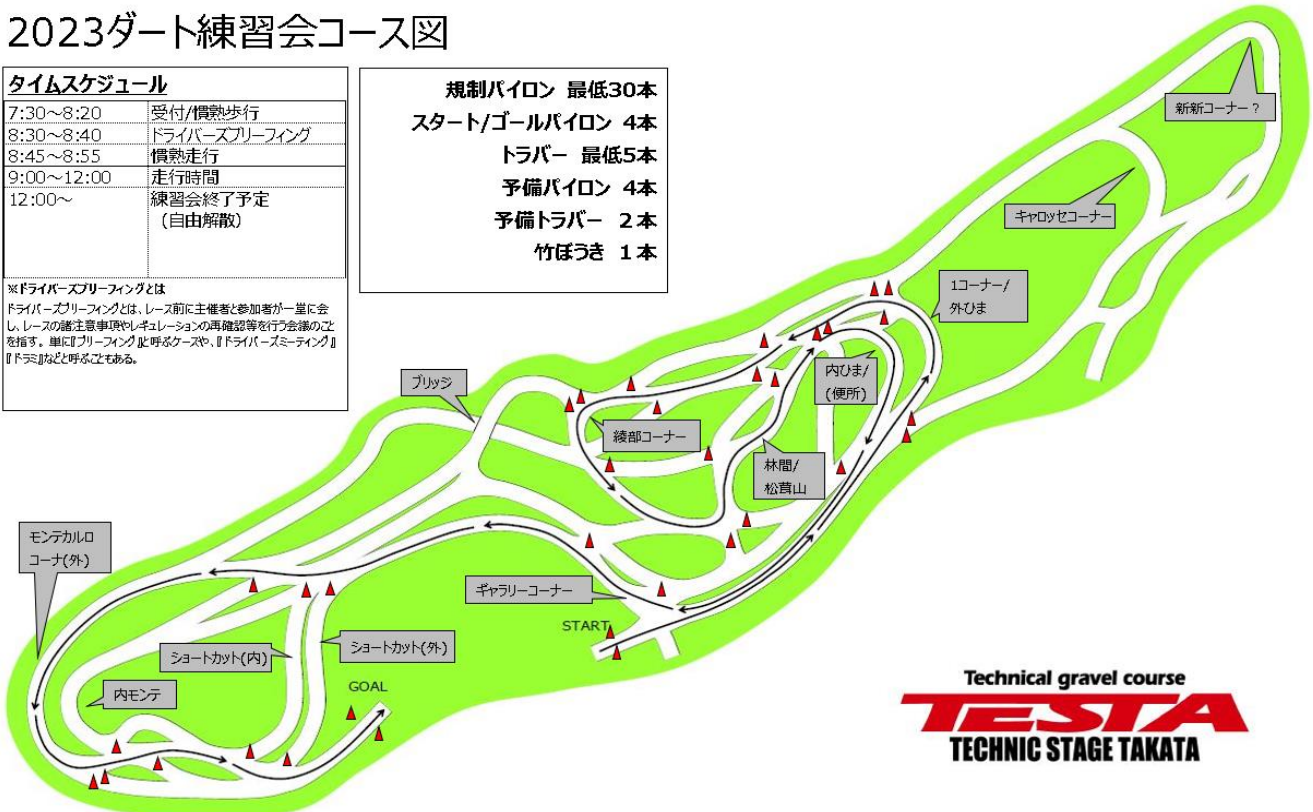 2023ダート練習会コース図
タイムスケジュール
7:30～8:20 受付/慣熟歩行
8:30～8:40 ドライバーズブリーフィング
8:45～8:55 慣熟走行
9:00～12:00 走行時間
12:00～ 練習会終了予定
（自由解散）
※ドライバーズブリーフィングとは
ドライバーズブリーフィングとは、レース前に主催者と参加者が一堂に会
し、レースの諸注意事項やレギュレーションの再確認等を行う会議のこと
を指す。単に『ブリーフィング』と呼ぶケースや、『ドライバーズミーティング』
『ドラミ』などと呼ぶこともある。
規制パイロン 最低30本
スタート/ゴールパイロン 4本
トラバー 最低5本
予備パイロン 4本
予備トラバー 2本
竹ぼうき 1本
新新コーナー？
キャロッセコーナー
1コーナー/
外ひま
内ひま/
(便所)
ブリッジ
綾部コーナー
林間/
松茸山
モンテカルロ
コーナ(外)
ギャラリーコーナー
START
ショートカット(内)
ショートカット(外)
内モンテ
GOAL
Technical gravel course
TESTA
TECHNIC STAGE TAKATA